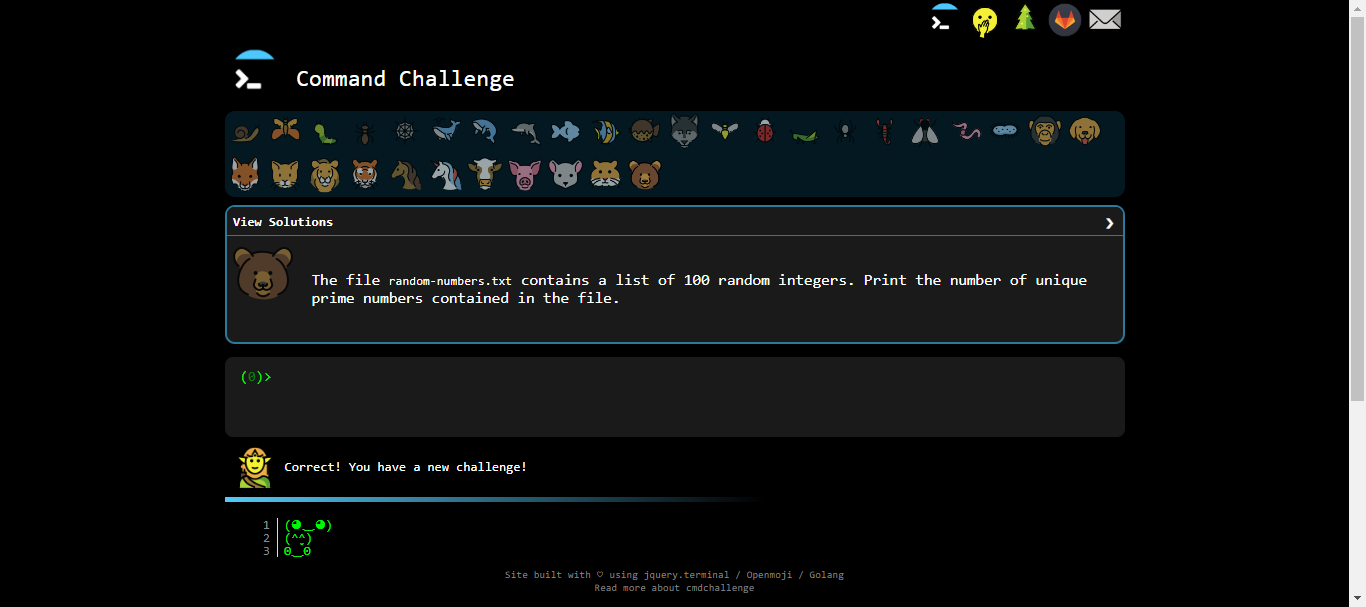 Command Challenge
View Solutions
The file random-numbers.txt contains a list of 100 random integers. Print the number of unique
prime numbers contained in the file.
(0)>
Correct! You have a new challenge!
1
2
3
0_0
Site built with ♡ using jquery.terminal / Openmoji / Golang
Read more about cmdchallenge